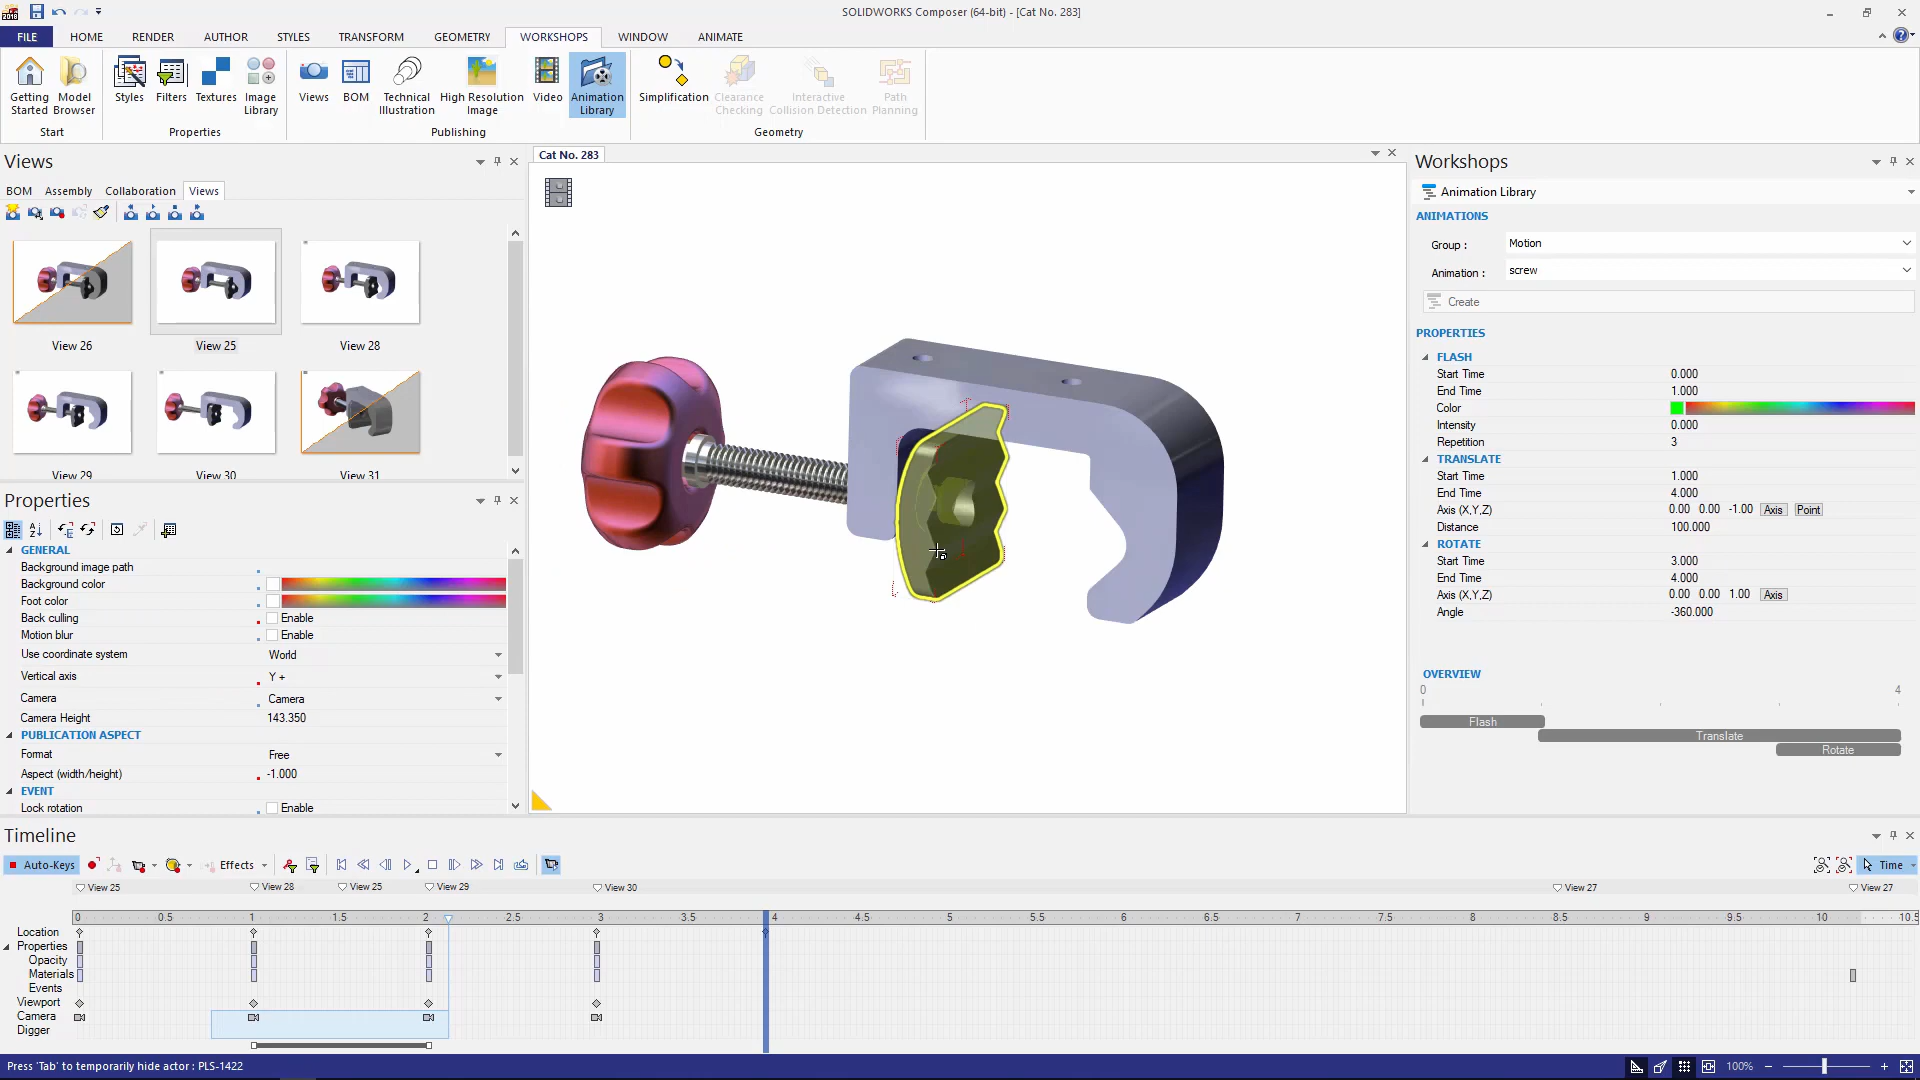 SOLIDWORKS Composer (64-bit) - [Cat No. 283]
FILE HOME RENDER AUTHOR STYLES TRANSFORM GEOMETRY WORKSHOPS WINDOW ANIMATE
Getting Started
Model Browser
Styles
Filters
Textures
Image Library
Views
BOM
Technical Illustration
High Resolution Image
Video
Animation Library
Simplification
Clearance Checking
Interactive Collision Detection
Path Planning
Start
Properties
Publishing
Geometry
Views
BOM Assembly Collaboration Views
View 26 View 25 View 28
View 29 View 30 View 31
Properties
GENERAL
Background image path
Background color
Foot color
Back culling Enable
Motion blur Enable
Use coordinate system World
Vertical axis Y +
Camera Camera
Camera Height 143.350
PUBLICATION ASPECT
Format Free
Aspect (width/height) -1.000
EVENT
Lock rotation Enable
Cat No. 283
Workshops
Animation Library
ANIMATIONS
Group : Motion
Animation : screw
Create
PROPERTIES
FLASH
Start Time 0.000
End Time 1.000
Color
Intensity 0.000
Repetition 3
TRANSLATE
Start Time 1.000
End Time 4.000
Axis (X,Y,Z) 0.00 0.00 -1.00 Axis Point
Distance 100.000
ROTATE
Start Time 3.000
End Time 4.000
Axis (X,Y,Z) 0.00 0.00 1.00 Axis
Angle -360.000
OVERVIEW
0 4
Flash
Translate
Rotate
Timeline
Auto-Keys Effects Time
View 25 View 28 View 25 View 29 View 30 View 27 View 27
0 0.5 1 1.5 2 2.5 3 3.5 4 4.5 5 5.5 6 6.5 7 7.5 8 8.5 9 9.5 10 10.5
Location
Properties
Opacity
Materials
Events
Viewport
Camera
Digger
Press 'Tab' to temporarily hide actor : PLS-1422
100%